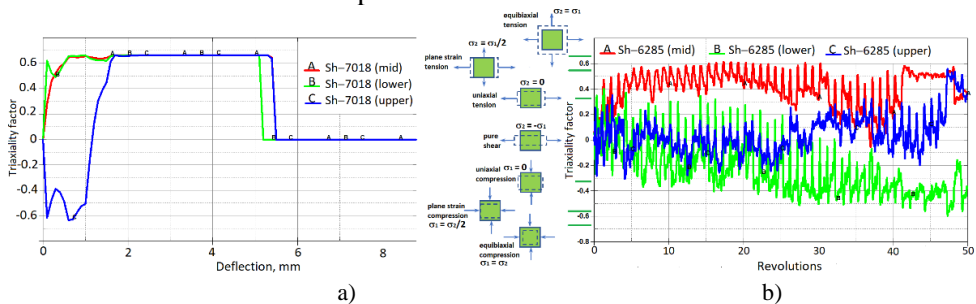 A Sh–7018 (mid)
B Sh–7018 (lower)
C Sh–7018 (upper)
Triaxiality factor
0.6
0.4
0.2
0
-0.2
-0.4
-0.6
0 2 4 6 8
Deflection, mm
a)
equibiaxial tension
σ₂ = σ₁
σ₂ = σ₁/2
plane strain tension
σ₂ = 0
uniaxial tension
σ₂ = -σ₁
pure shear
uniaxial compression
σ₁ = 0
plane strain compression
σ₁ = σ₂/2
equibiaxial compression
σ₁ = σ₂
A Sh–6285 (mid) B Sh–6285 (lower) C Sh–6285 (upper)
Triaxiality factor
0.6
0.4
0.2
0
-0.2
-0.4
-0.6
-0.8
0 10 20 30 40 50
Revolutions
b)